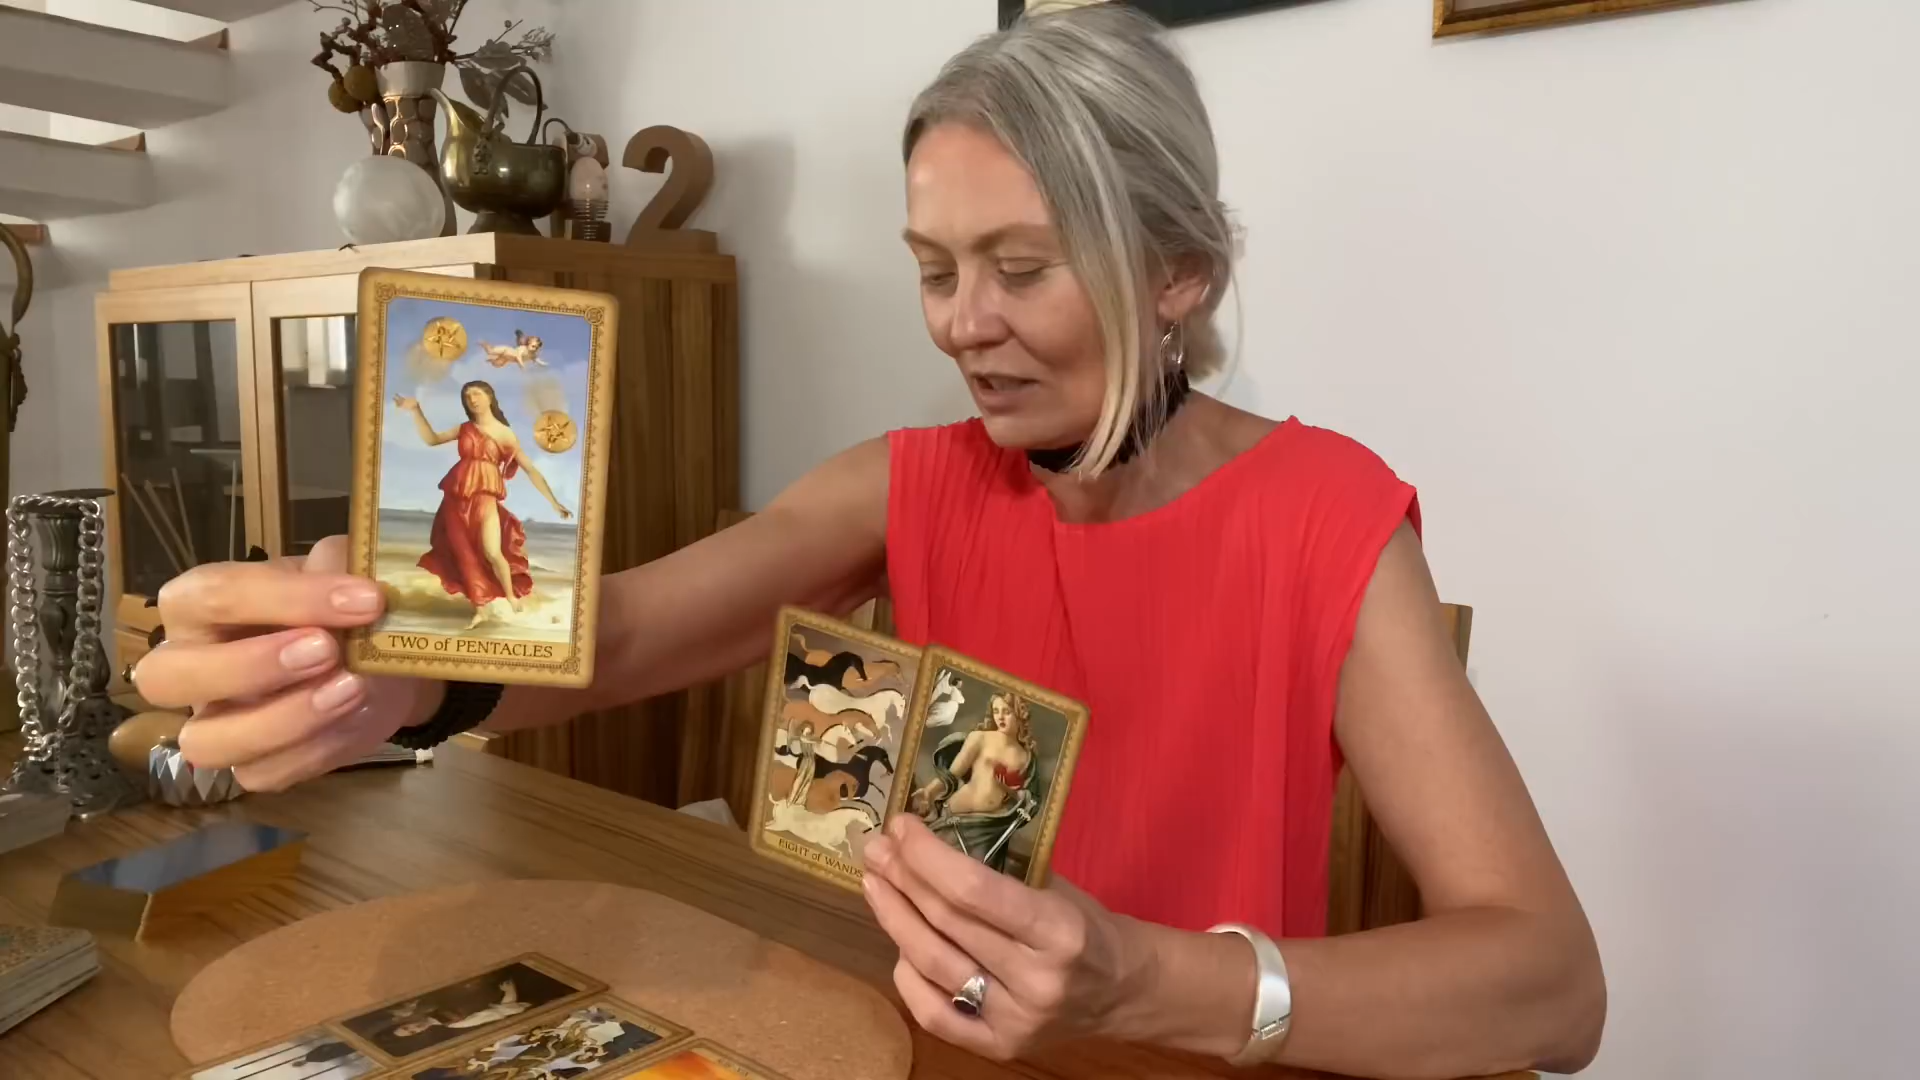 2
TWO of PENTACLES
EIGHT of WANDS